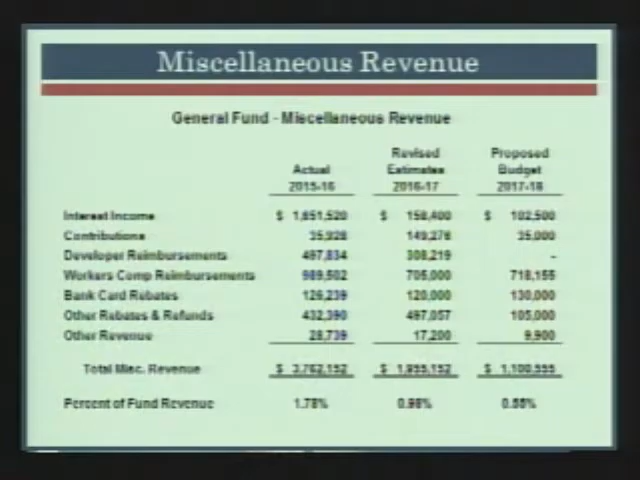 Miscellaneous Revenue
General Fund - Miscellaneous Revenue
Revised Proposed
Actual Estimates Budget
2015-16 2016-17 2017-18
Interest Income $ 1,651,520 $ 158,400 $ 102,500
Contributions 35,928 149,276 35,000
Developer Reimbursements 497,834 308,219 -
Workers Comp Reimbursements 989,502 705,000 718,155
Bank Card Rebates 126,239 120,000 130,000
Other Rebates & Refunds 432,390 497,057 105,000
Other Revenue 28,739 17,200 9,900
Total Misc. Revenue $ 3,762,152 $ 1,955,152 $ 1,100,555
Percent of Fund Revenue 1.78% 0.98% 0.55%